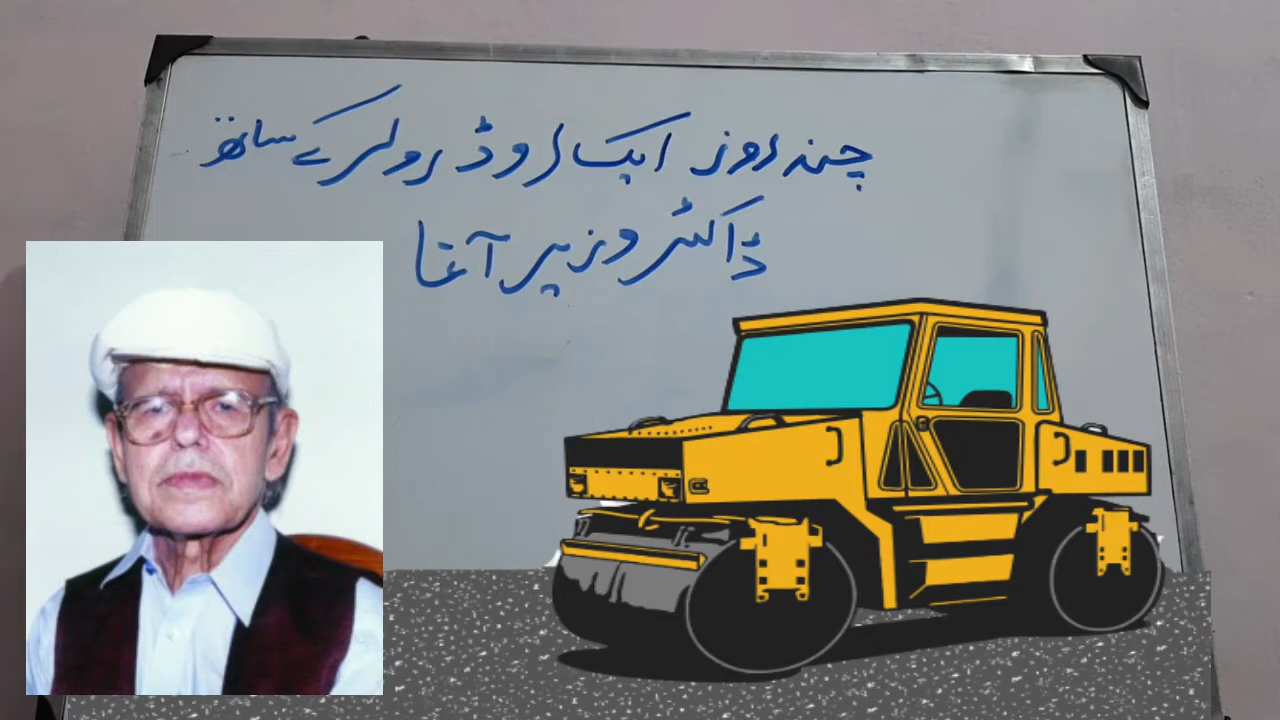 چند روز ایک روڈ رولر کے ساتھ
ڈاکٹر وزیر آغا